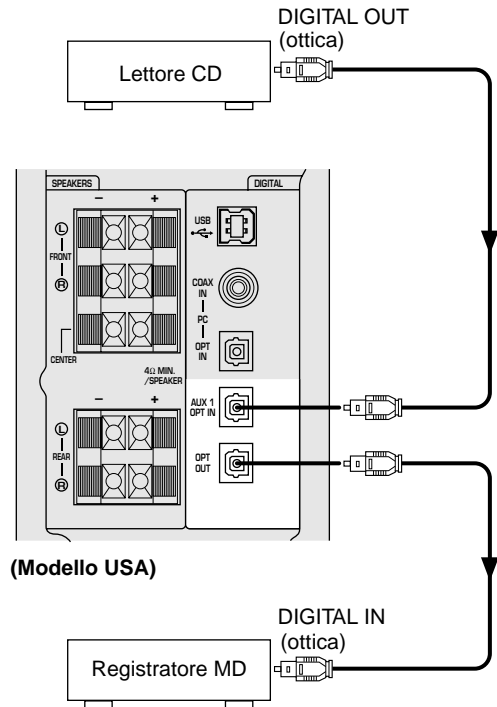 DIGITAL OUT
(ottica)
Lettore CD
SPEAKERS
DIGITAL
– +
USB
L
FRONT
R
COAX
IN
PC
OPT
IN
CENTER
4Ω MIN.
/SPEAKER
– +
AUX 1
OPT IN
L
REAR
R
OPT
OUT
(Modello USA)
DIGITAL IN
(ottica)
Registratore MD